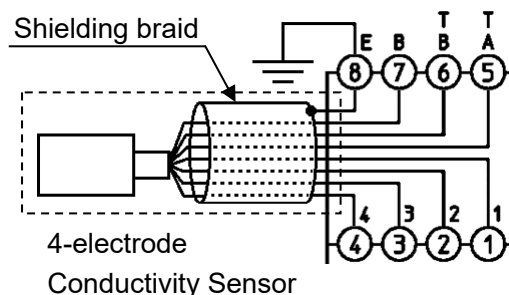 Shielding braid
T T
E B B A
8 7 6 5
4 3 2 1
4 3 2 1
4-electrode
Conductivity Sensor